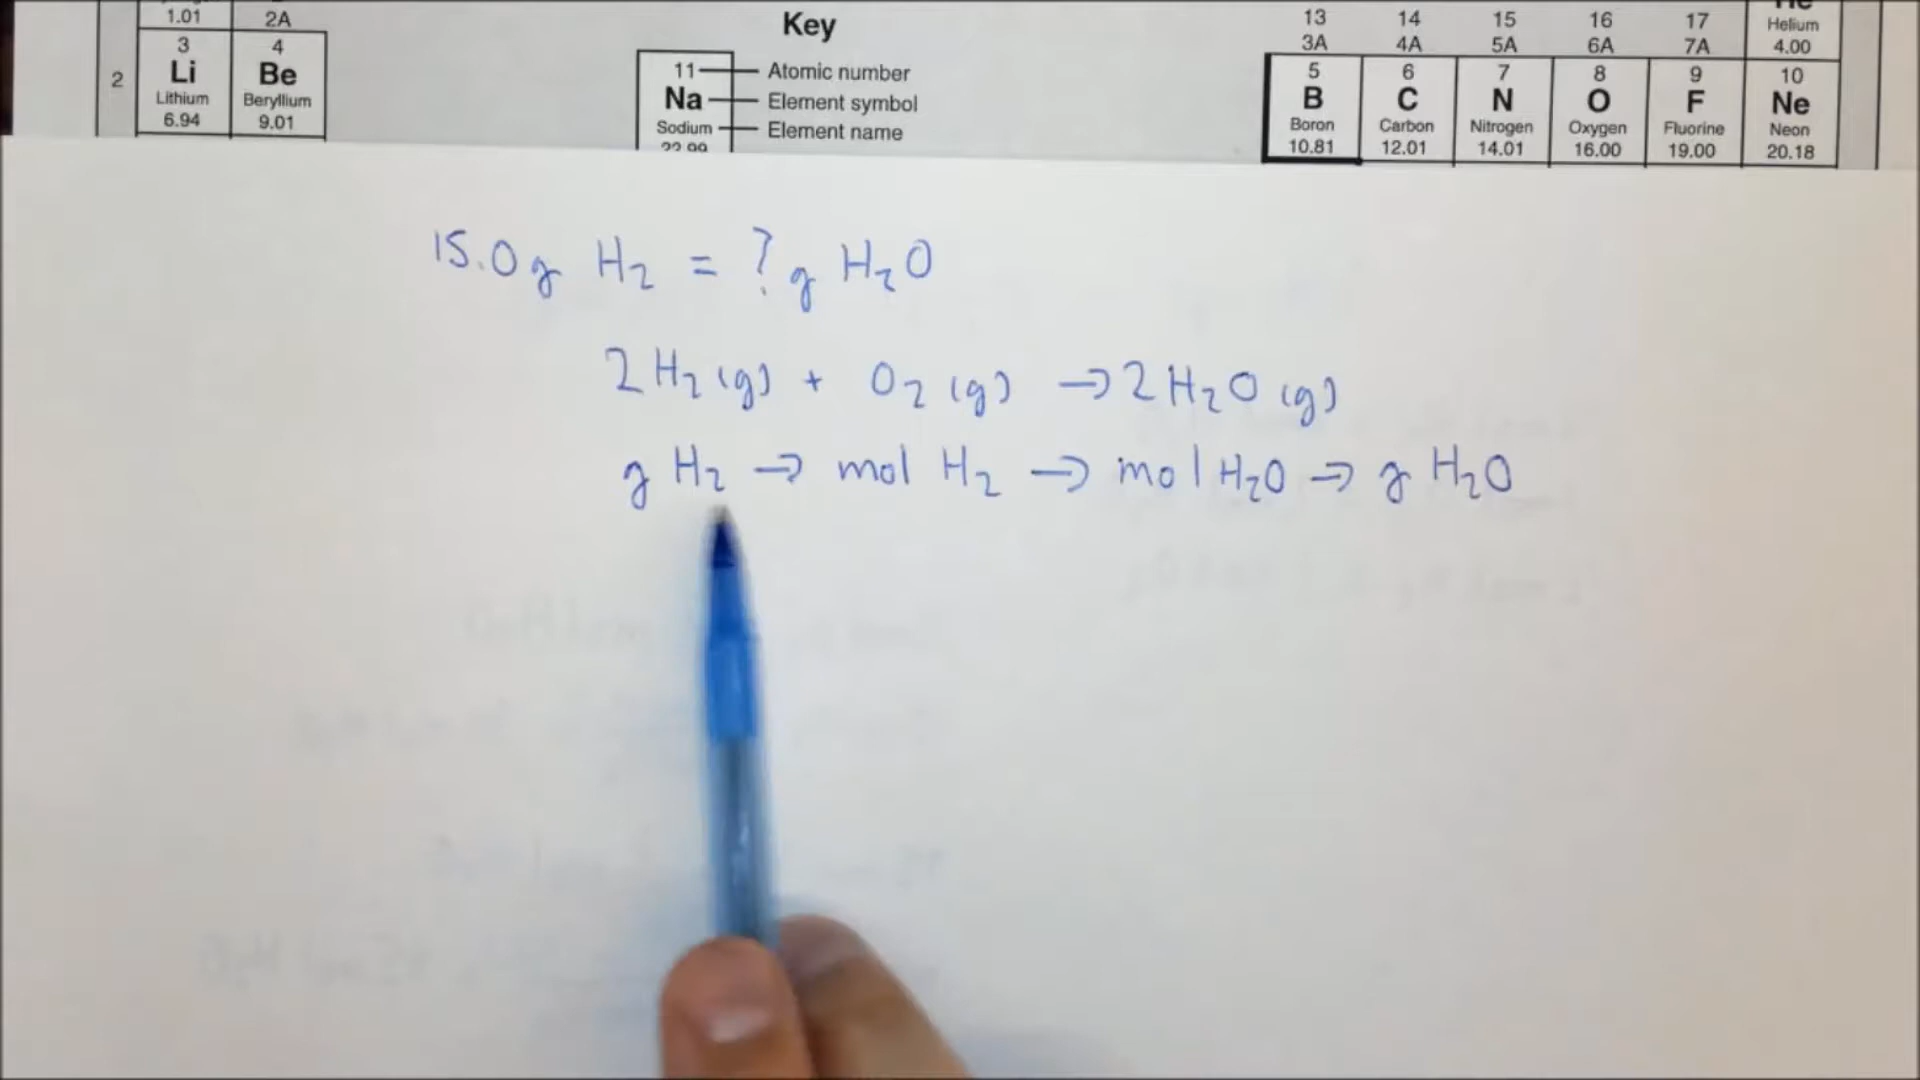 1.01 2A Key 13 14 15 16 17 Helium
3A 4A 5A 6A 7A 4.00
2 3 4 11 Atomic number 5 6 7 8 9 10
Li Be Na Element symbol B C N O F Ne
Lithium Beryllium Sodium Element name Boron Carbon Nitrogen Oxygen Fluorine Neon
6.94 9.01 22.99 10.81 12.01 14.01 16.00 19.00 20.18
15.0g H₂ = ? g H₂O
2H₂(g) + O₂(g) → 2H₂O(g)
g H₂ → mol H₂ → mol H₂O → g H₂O